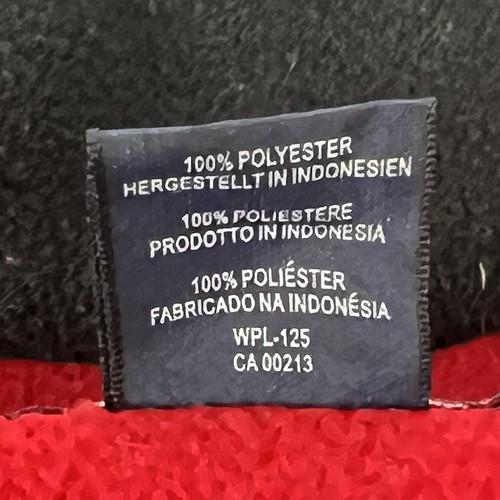 100% POLYESTER
HERGESTELLT IN INDONESIEN
100% POLIESTERE
PRODOTTO IN INDONESIA
100% POLIÉSTER
FABRICADO NA INDONÉSIA
WPL-125
CA 00213